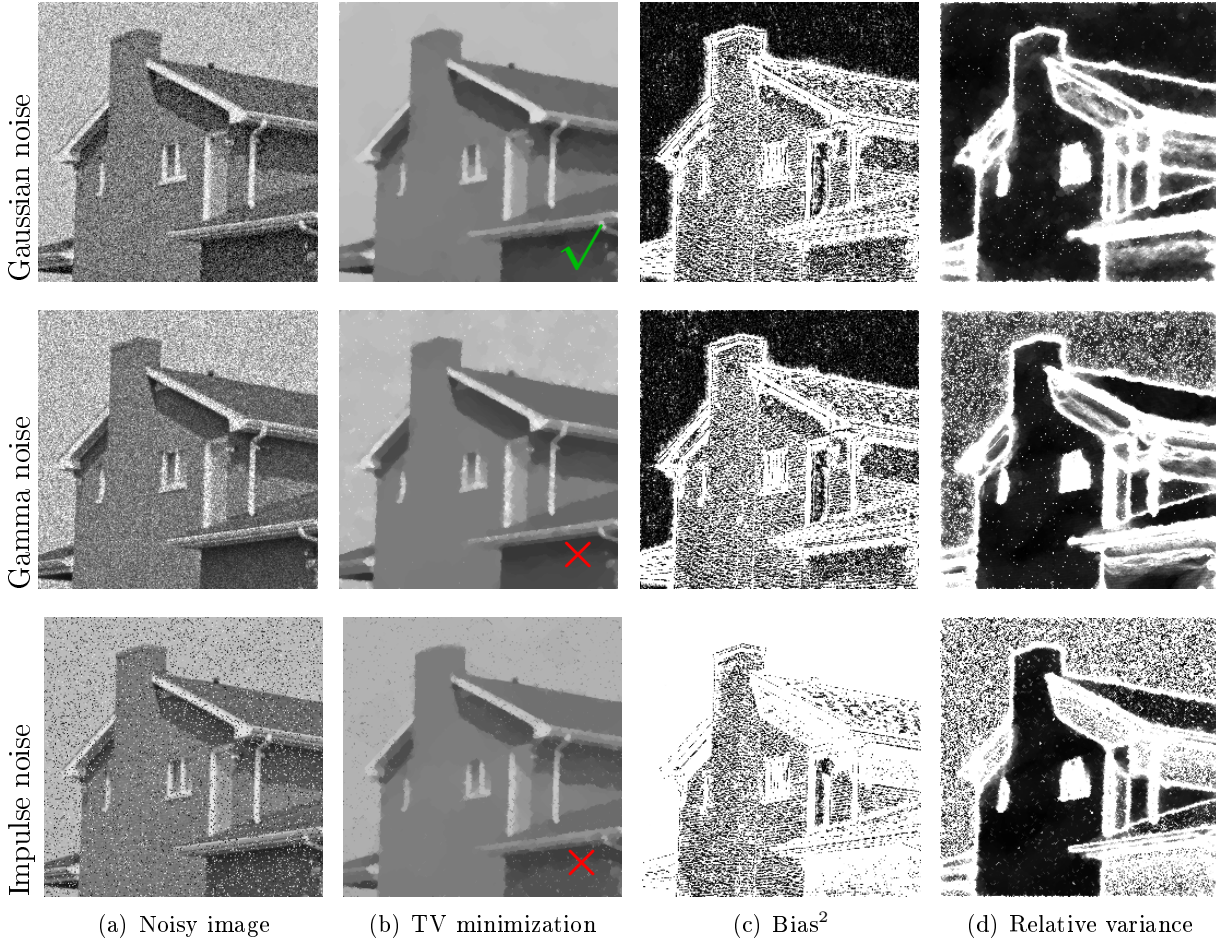 Gaussian noise
Gamma noise
Impulse noise
(a) Noisy image
(b) TV minimization
(c) Bias²
(d) Relative variance